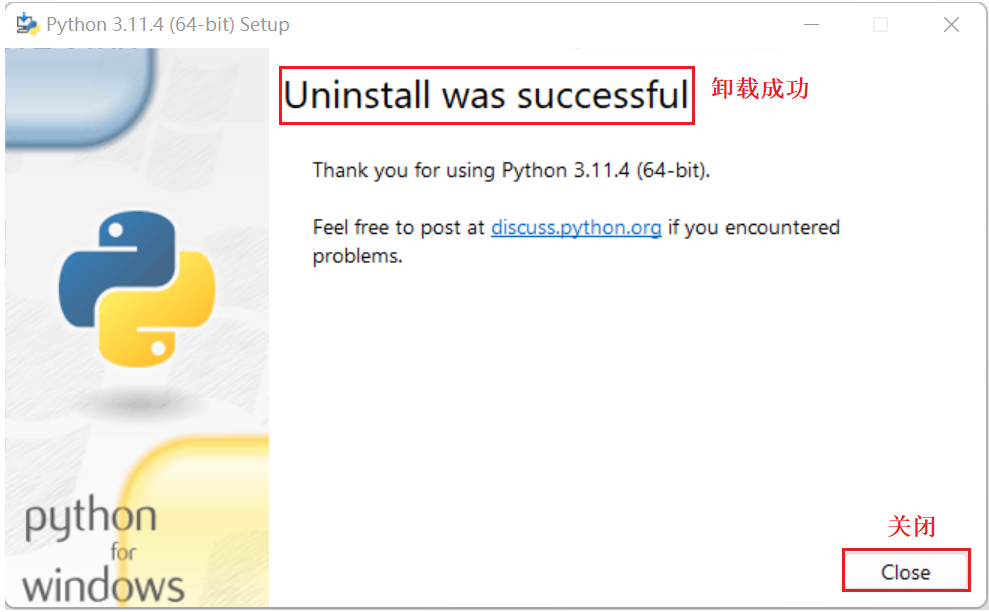 Python 3.11.4 (64-bit) Setup
Uninstall was successful
卸载成功
Thank you for using Python 3.11.4 (64-bit).
Feel free to post at discuss.python.org if you encountered
problems.
python
for
windows
关闭
Close